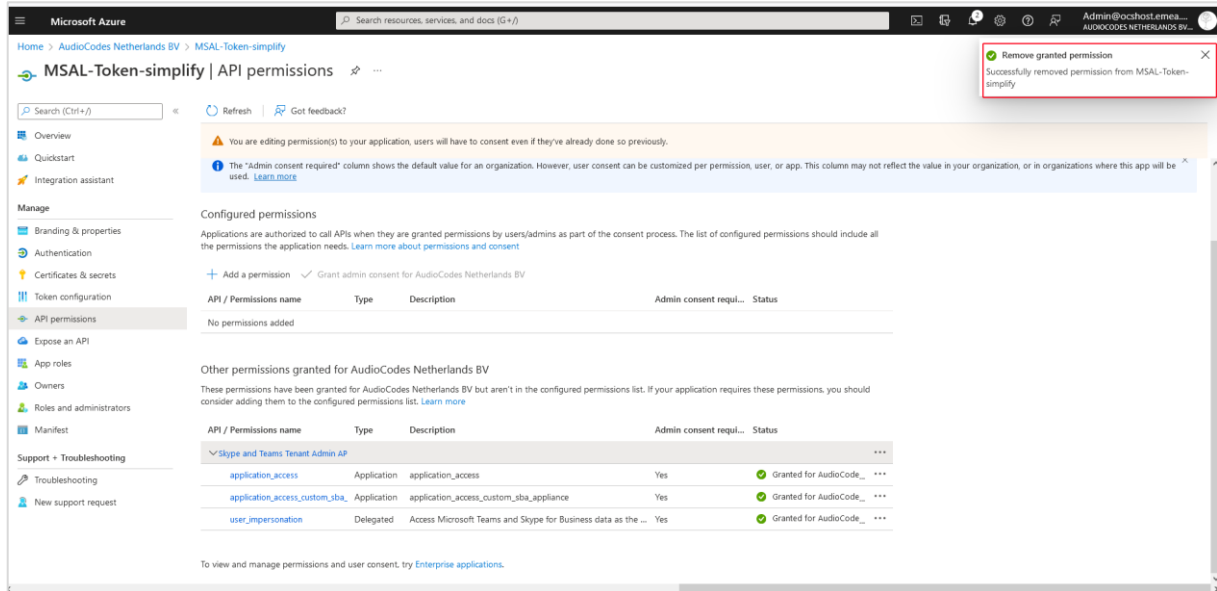 Microsoft Azure
Search resources, services, and docs (G+/)
2
Admin@ocshost.emea....
AUDIOCODES NETHERLANDS BV...
Home > AudioCodes Netherlands BV > MSAL-Token-simplify
MSAL-Token-simplify | API permissions
Remove granted permission
Successfully removed permission from MSAL-Token-
simplify
Search (Ctrl+/)
Overview
Quickstart
Integration assistant
Manage
Branding & properties
Authentication
Certificates & secrets
Token configuration
API permissions
Expose an API
App roles
Owners
Roles and administrators
Manifest
Support + Troubleshooting
Troubleshooting
New support request
Refresh
Got feedback?
You are editing permission(s) to your application, users will have to consent even if they've already done so previously.
The "Admin consent required" column shows the default value for an organization. However, user consent can be customized per permission, user, or app. This column may not reflect the value in your organization, or in organizations where this app will be
used. Learn more
Configured permissions
Applications are authorized to call APIs when they are granted permissions by users/admins as part of the consent process. The list of configured permissions should include all
the permissions the application needs. Learn more about permissions and consent
Add a permission Grant admin consent for AudioCodes Netherlands BV
API / Permissions name Type Description Admin consent requi... Status
No permissions added
Other permissions granted for AudioCodes Netherlands BV
These permissions have been granted for AudioCodes Netherlands BV but aren't in the configured permissions list. If your application requires these permissions, you should
consider adding them to the configured permissions list. Learn more
API / Permissions name Type Description Admin consent requi... Status
Skype and Teams Tenant Admin AP
application_access Application application_access Yes Granted for AudioCode_
application_access_custom_sba_ Application application_access_custom_sba_appliance Yes Granted for AudioCode_
user_impersonation Delegated Access Microsoft Teams and Skype for Business data as the ... Yes Granted for AudioCode_
To view and manage permissions and user consent, try Enterprise applications.